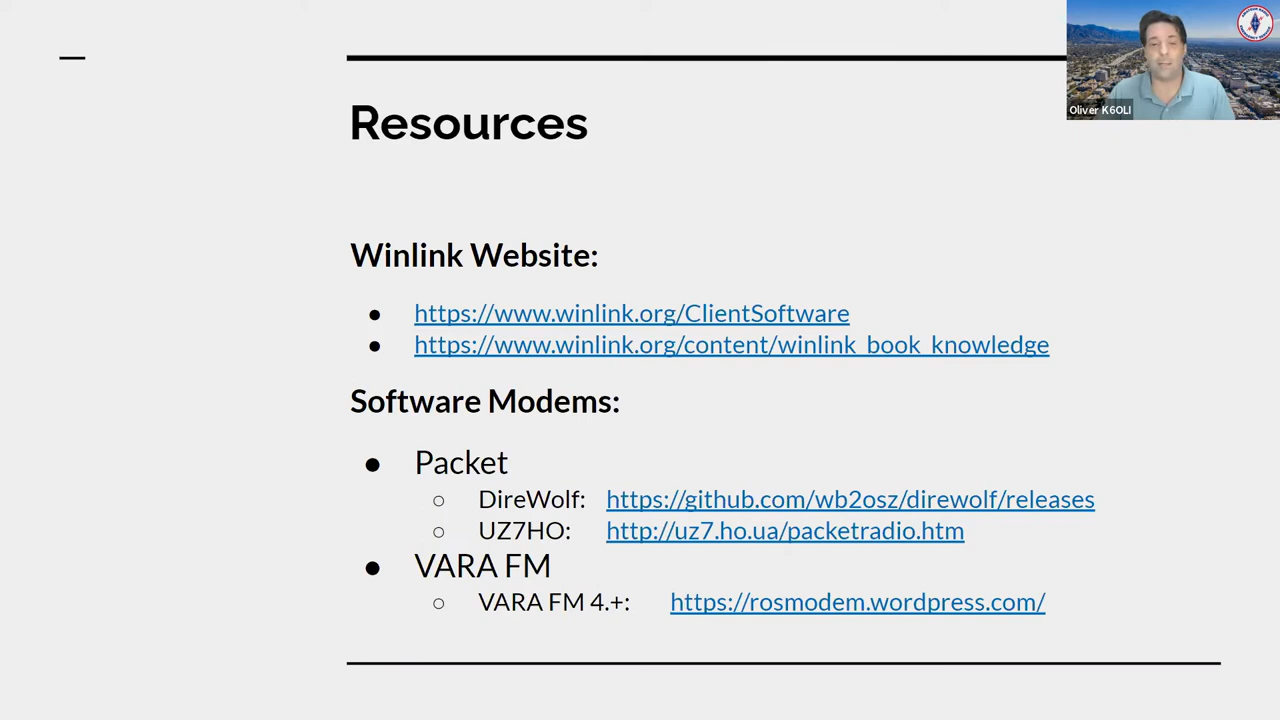 Resources
Oliver K6OLI
Winlink Website:
● https://www.winlink.org/ClientSoftware
● https://www.winlink.org/content/winlink_book_knowledge
Software Modems:
● Packet
○ DireWolf: https://github.com/wb2osz/direwolf/releases
○ UZ7HO: http://uz7.ho.ua/packetradio.htm
● VARA FM
○ VARA FM 4.+: https://rosmodem.wordpress.com/